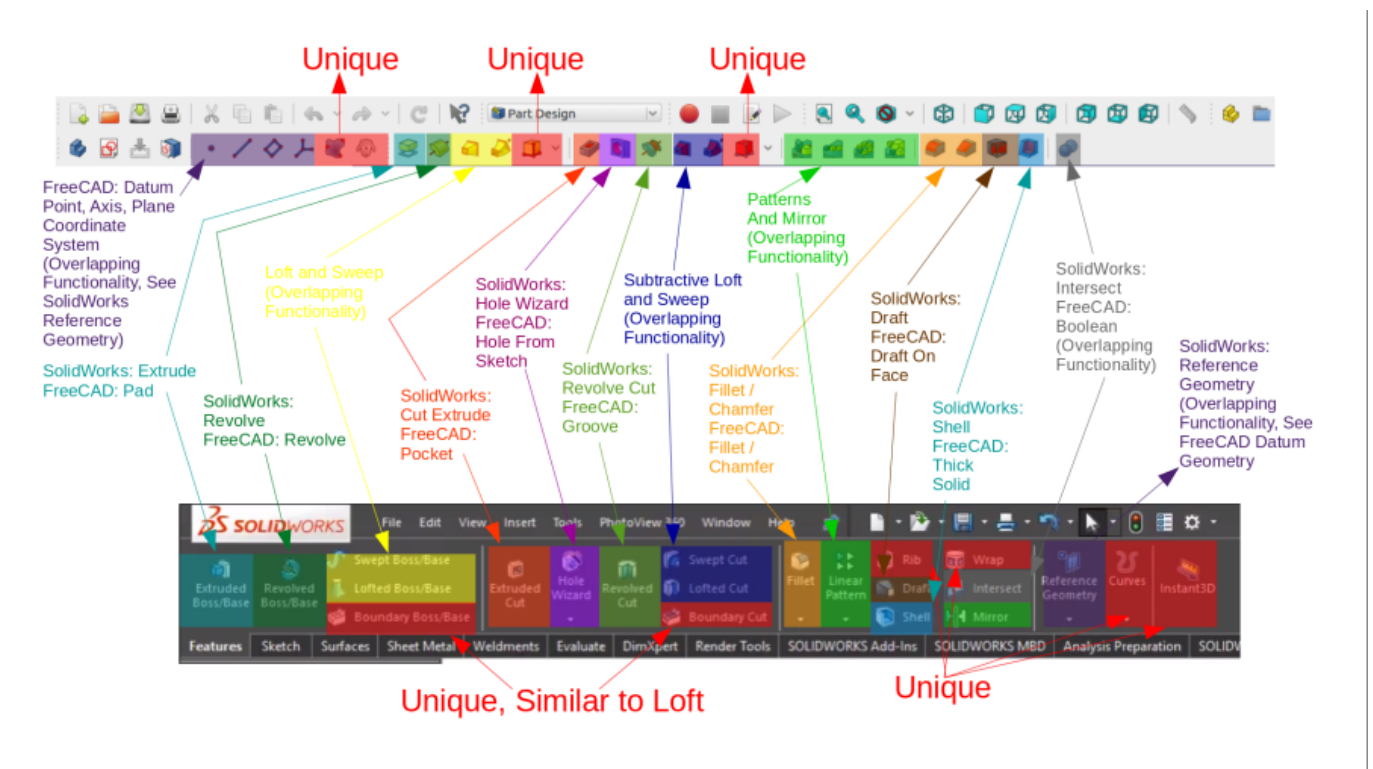 Unique
Unique
Unique
Part Design
FreeCAD: Datum
Point, Axis, Plane
Coordinate
System
(Overlapping
Functionality, See
SolidWorks
Reference
Geometry)
SolidWorks: Extrude
FreeCAD: Pad
SolidWorks:
Revolve
FreeCAD: Revolve
Loft and Sweep
(Overlapping
Functionality)
SolidWorks:
Cut Extrude
FreeCAD:
Pocket
SolidWorks:
Hole Wizard
FreeCAD:
Hole From
Sketch
SolidWorks:
Revolve Cut
FreeCAD:
Groove
Subtractive Loft
and Sweep
(Overlapping
Functionality)
Patterns
And Mirror
(Overlapping
Functionality)
SolidWorks:
Fillet /
Chamfer
FreeCAD:
Fillet /
Chamfer
SolidWorks:
Draft
FreeCAD:
Draft On
Face
SolidWorks:
Shell
FreeCAD:
Thick
Solid
SolidWorks:
Intersect
FreeCAD:
Boolean
(Overlapping
Functionality)
SolidWorks:
Reference
Geometry
(Overlapping
Functionality, See
FreeCAD Datum
Geometry
SOLIDWORKS File Edit View Insert Tools PhotoView 360 Window Help
Extruded
Boss/Base
Revolved
Boss/Base
Swept Boss/Base
Lofted Boss/Base
Boundary Boss/Base
Extruded
Cut
Hole
Wizard
Revolved
Cut
Swept Cut
Lofted Cut
Boundary Cut
Fillet
Linear
Pattern
Rib
Draft
Shell
Wrap
Intersect
Mirror
Reference
Geometry
Curves
Instant3D
Features Sketch Surfaces Sheet Metal Weldments Evaluate DimXpert Render Tools SOLIDWORKS Add-Ins SOLIDWORKS MBD Analysis Preparation
Unique, Similar to Loft
Unique